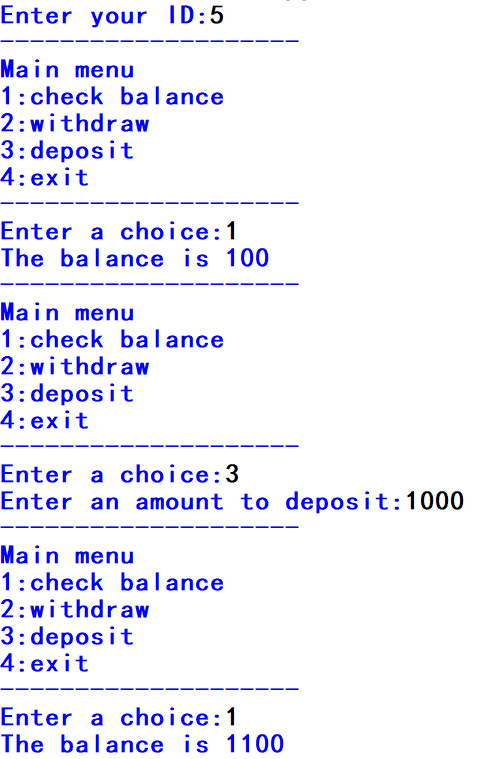 Enter your ID:5
--------------------
Main menu
1:check balance
2:withdraw
3:deposit
4:exit
--------------------
Enter a choice:1
The balance is 100
--------------------
Main menu
1:check balance
2:withdraw
3:deposit
4:exit
--------------------
Enter a choice:3
Enter an amount to deposit:1000
--------------------
Main menu
1:check balance
2:withdraw
3:deposit
4:exit
--------------------
Enter a choice:1
The balance is 1100